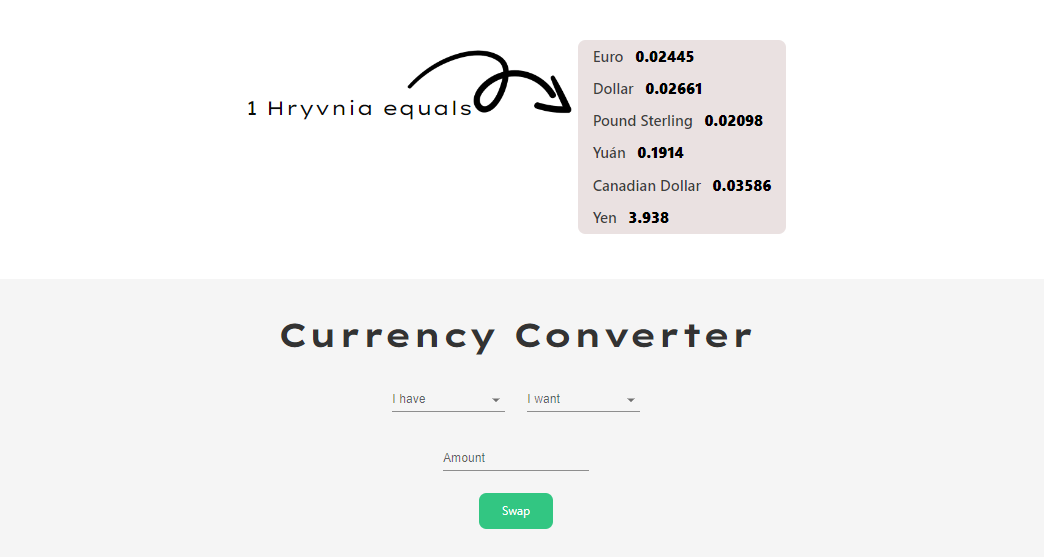 1 Hryvnia equals
Euro 0.02445
Dollar 0.02661
Pound Sterling 0.02098
Yuán 0.1914
Canadian Dollar 0.03586
Yen 3.938
Currency Converter
I have I want
Amount
Swap